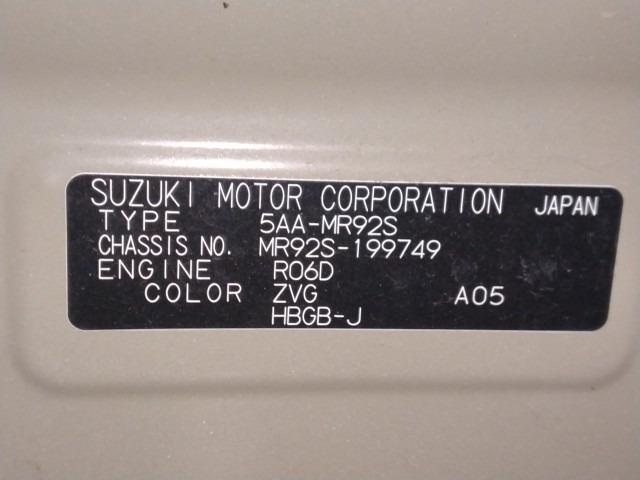 SUZUKI MOTOR CORPORATION JAPAN
TYPE 5AA-MR92S
CHASSIS NO. MR92S-199749
ENGINE R06D
COLOR ZVG A05
HBGB-J